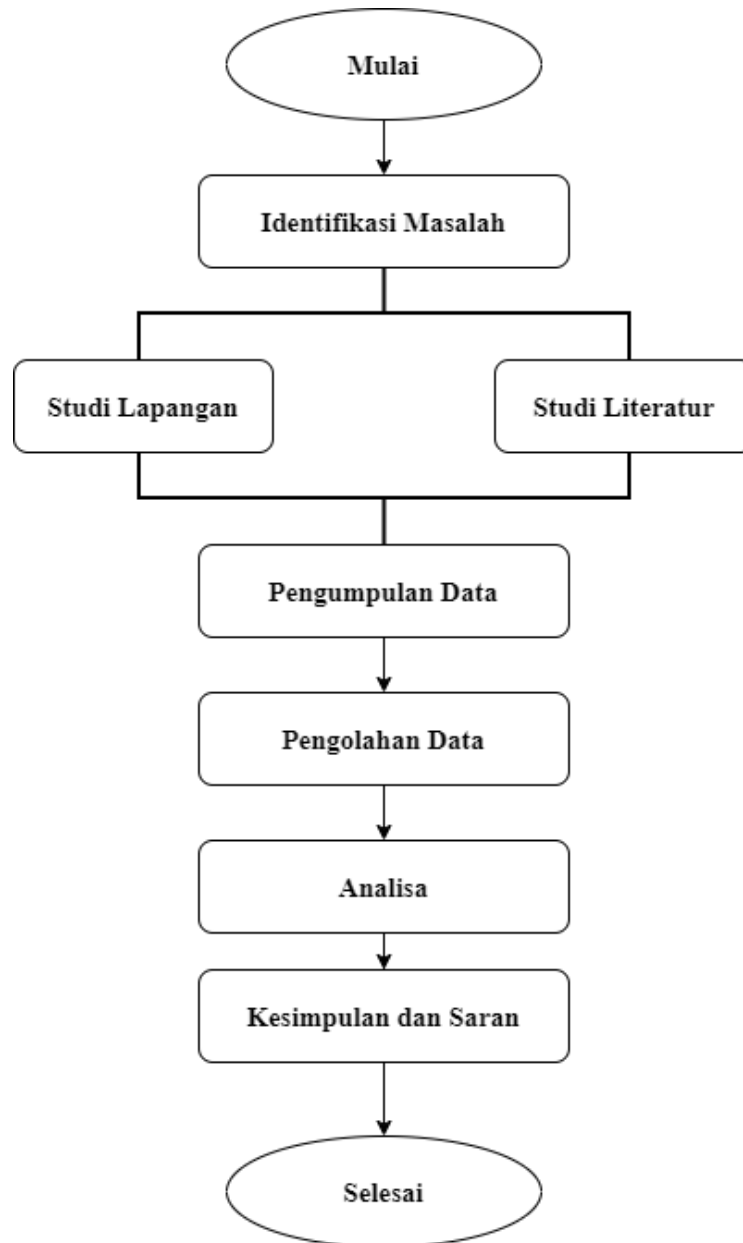 Mulai
Identifikasi Masalah
Studi Lapangan
Studi Literatur
Pengumpulan Data
Pengolahan Data
Analisa
Kesimpulan dan Saran
Selesai